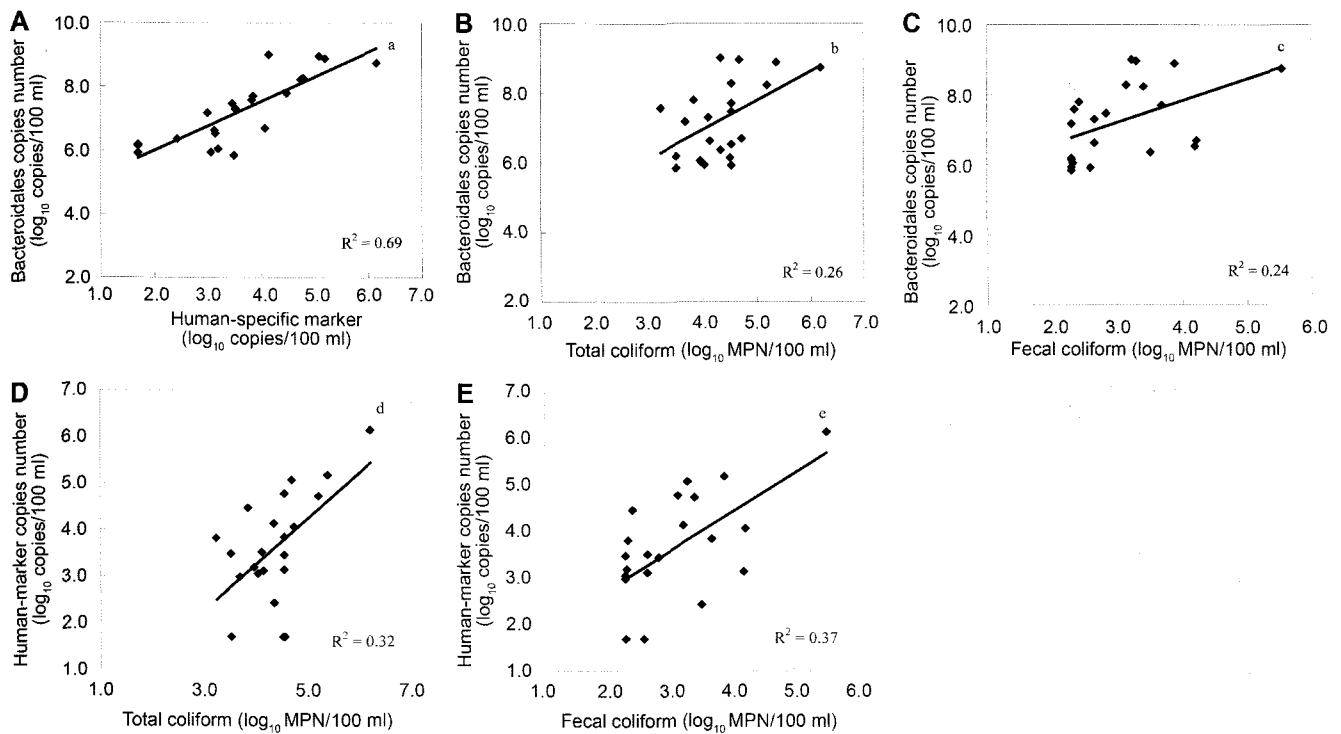 A
a
Bacteroidales copies number
(log10 copies/100 ml)
10.0
8.0
6.0
4.0
2.0
R2 = 0.69
1.0 2.0 3.0 4.0 5.0 6.0 7.0
Human-specific marker
(log10 copies/100 ml)
B
b
Bacteroidales copies number
(log10 copies/100 ml)
10.0
8.0
6.0
4.0
2.0
R2 = 0.26
1.0 2.0 3.0 4.0 5.0 6.0 7.0
Total coliform (log10 MPN/100 ml)
C
c
Bacteroidales copies number
(log10 copies/100 ml)
10.0
8.0
6.0
4.0
2.0
R2 = 0.24
1.0 2.0 3.0 4.0 5.0 6.0
Fecal coliform (log10 MPN/100 ml)
D
d
Human-marker copies number
(log10 copies/100 ml)
7.0
6.0
5.0
4.0
3.0
2.0
1.0
R2 = 0.32
1.0 3.0 5.0 7.0
Total coliform (log10 MPN/100 ml)
E
e
Human-marker copies number
(log10 copies/100 ml)
7.0
6.0
5.0
4.0
3.0
2.0
1.0
R2 = 0.37
1.0 2.0 3.0 4.0 5.0 6.0
Fecal coliform (log10 MPN/100 ml)